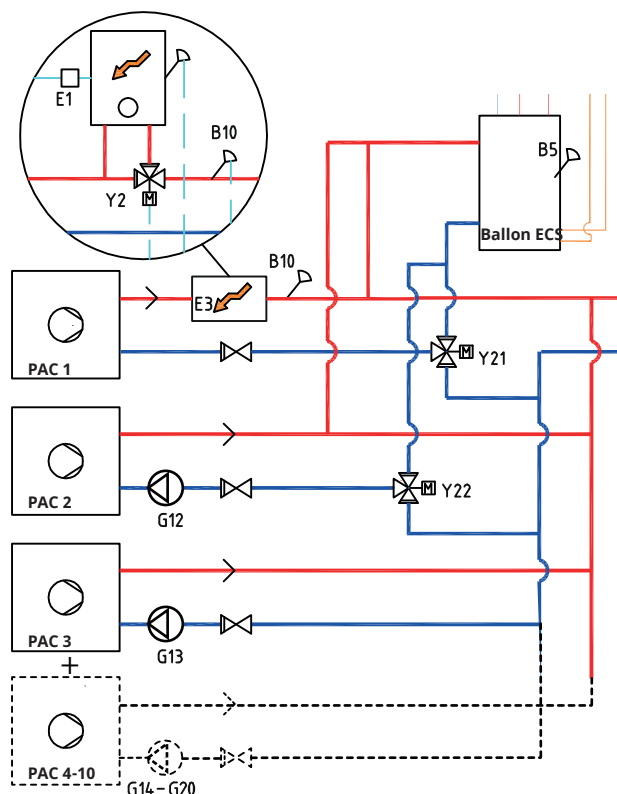 E1
B10
Y2
M
B5
Ballon ECS
B10
E3
PAC 1
M
Y21
PAC 2
G12
M
Y22
PAC 3
G13
+
PAC 4-10
G14-G20